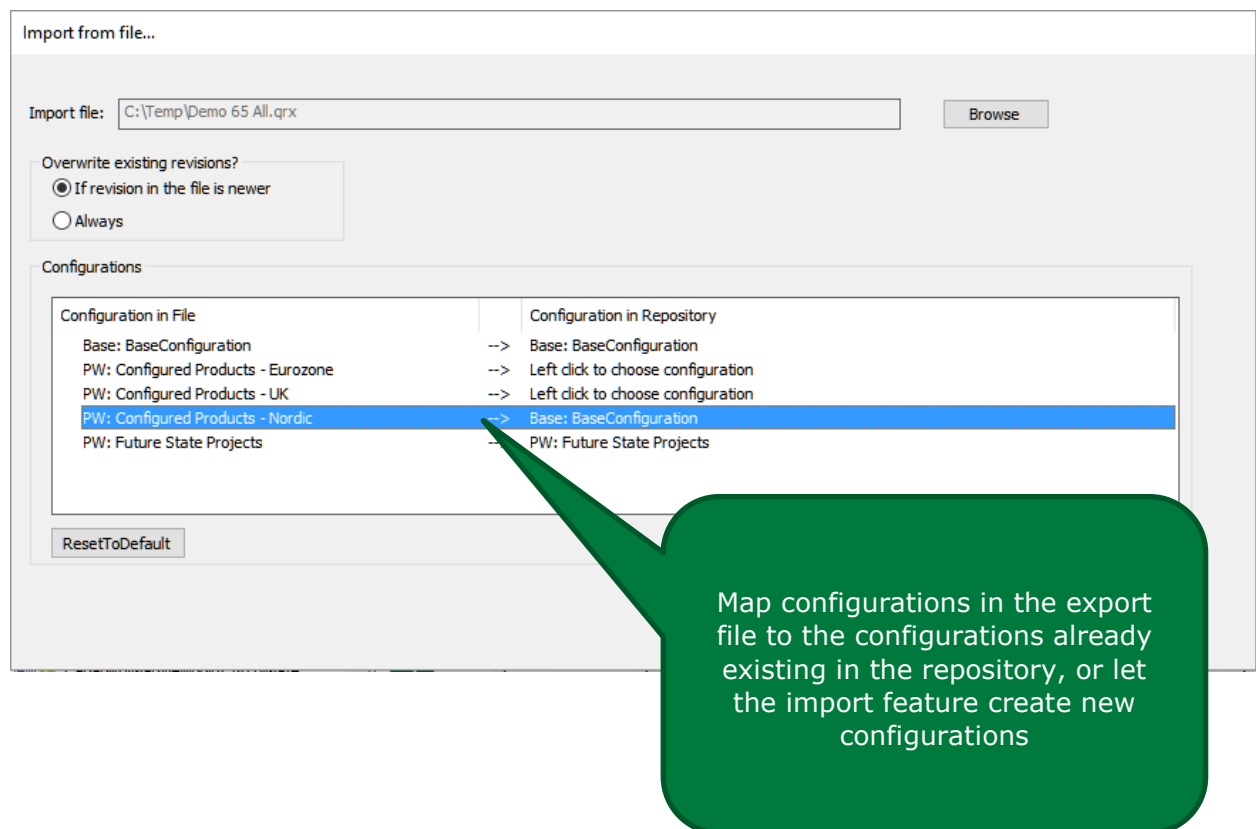 Import from file...
Import file: C:\Temp\Demo 65 All.qrx Browse
Overwrite existing revisions?
If revision in the file is newer
Always
Configurations
Configuration in File Configuration in Repository
Base: BaseConfiguration --> Base: BaseConfiguration
PW: Configured Products - Eurozone --> Left click to choose configuration
PW: Configured Products - UK --> Left click to choose configuration
PW: Configured Products - Nordic --> Base: BaseConfiguration
PW: Future State Projects --> PW: Future State Projects
ResetToDefault
Map configurations in the export
file to the configurations already
existing in the repository, or let
the import feature create new
configurations